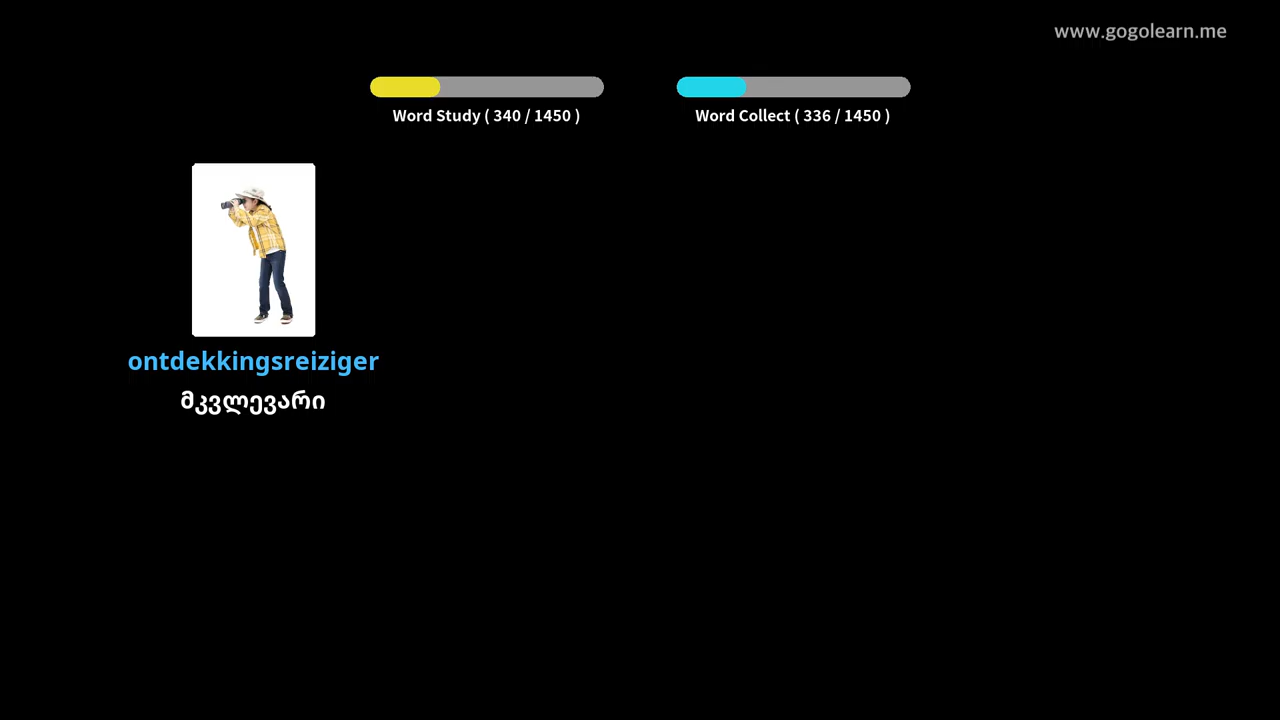 www.gogolearn.me
Word Study ( 340 / 1450 )
Word Collect ( 336 / 1450 )
ontdekkingsreiziger
მკვლევარი